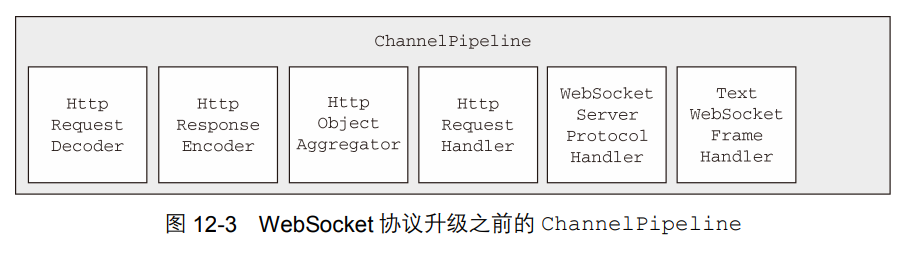 ChannelPipeline
Http
Request
Decoder
Http
Response
Encoder
Http
Object
Aggregator
Http
Request
Handler
WebSocket
Server
Protocol
Handler
Text
WebSocket
Frame
Handler
图 12-3 WebSocket 协议升级之前的 ChannelPipeline